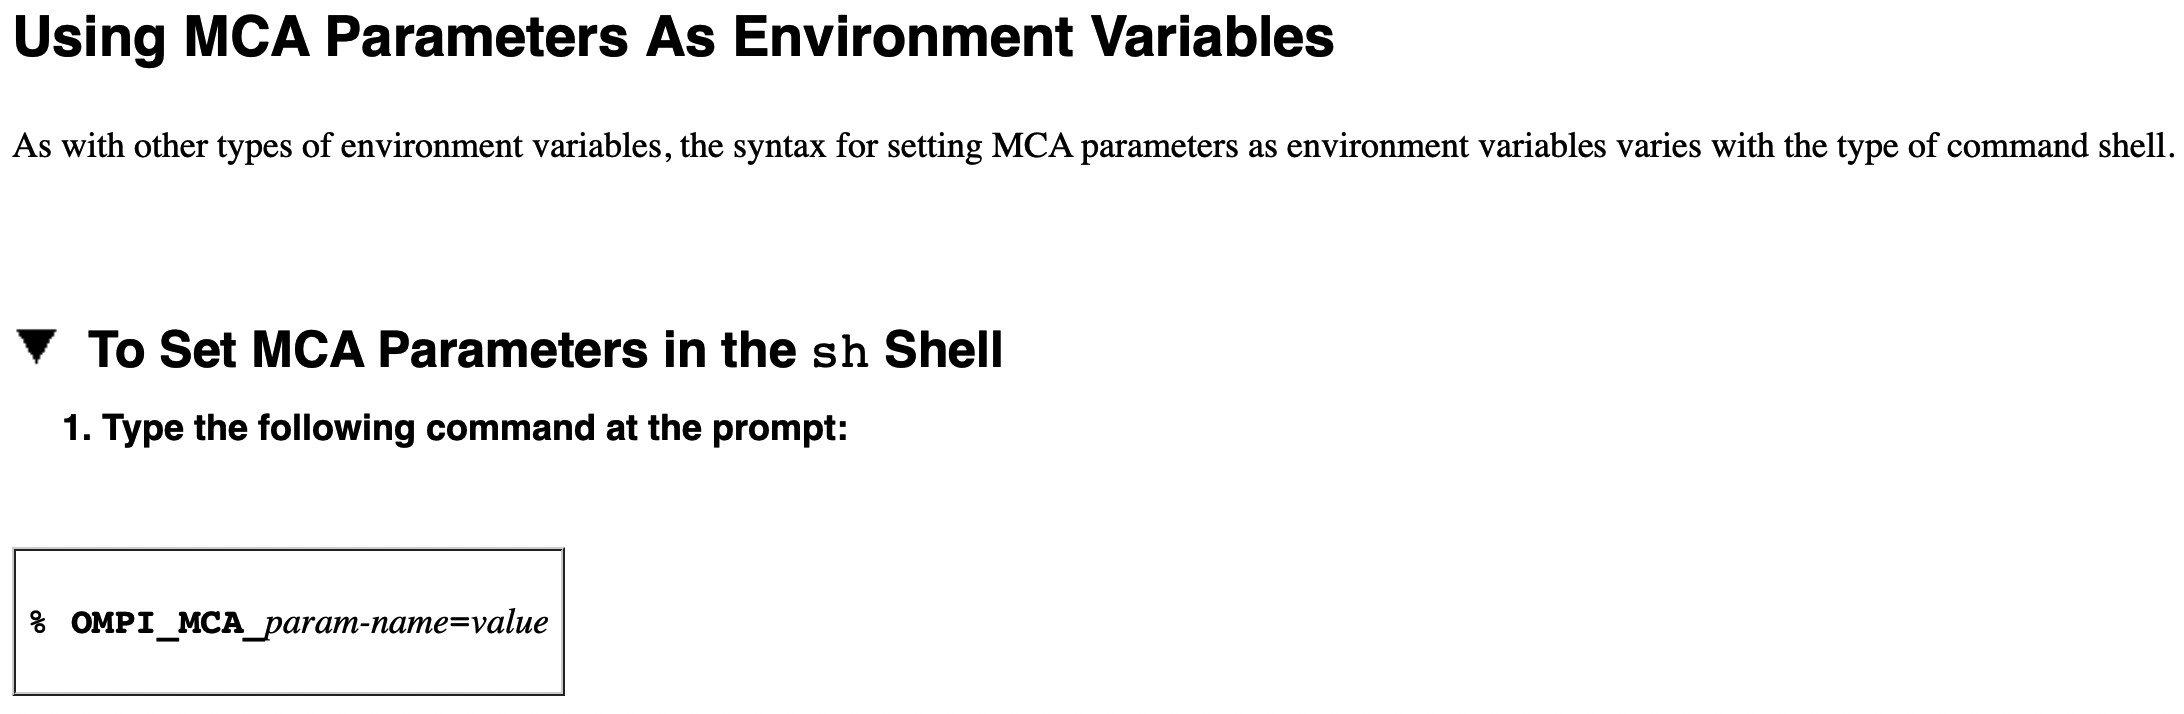 Using MCA Parameters As Environment Variables
As with other types of environment variables, the syntax for setting MCA parameters as environment variables varies with the type of command shell.
▼ To Set MCA Parameters in the sh Shell
1. Type the following command at the prompt:
% OMPI_MCA_param-name=value